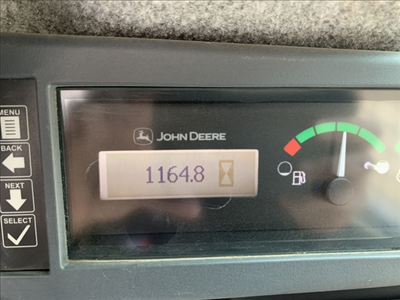 MENU
BACK
NEXT
SELECT
JOHN DEERE
1164.8